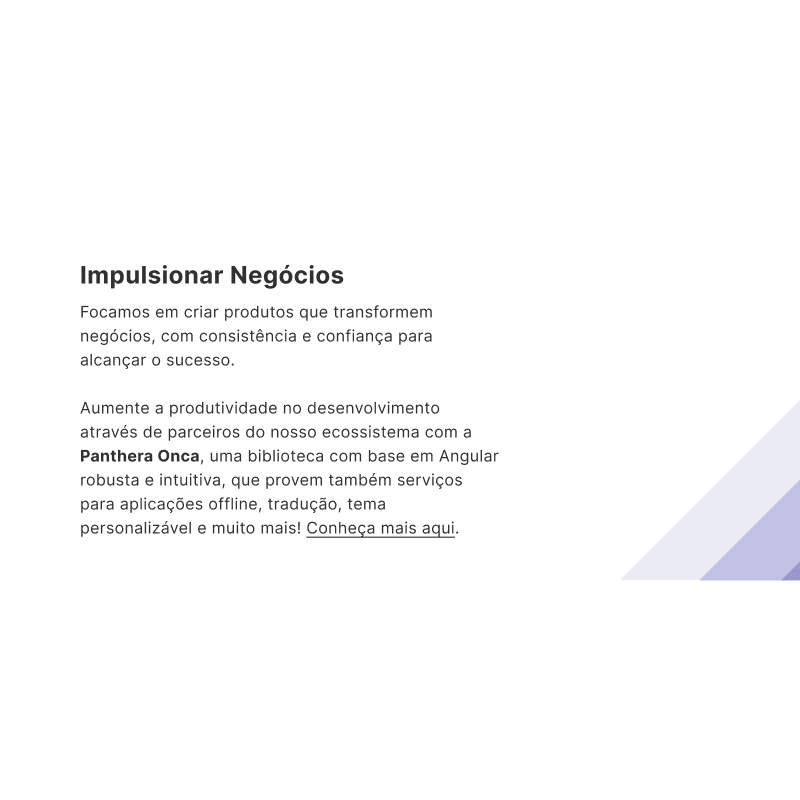 Impulsionar Negócios
Focamos em criar produtos que transformem
negócios, com consistência e confiança para
alcançar o sucesso.
Aumente a produtividade no desenvolvimento
através de parceiros do nosso ecossistema com a
Panthera Onca, uma biblioteca com base em Angular
robusta e intuitiva, que provem também serviços
para aplicações offline, tradução, tema
personalizável e muito mais! Conheça mais aqui.